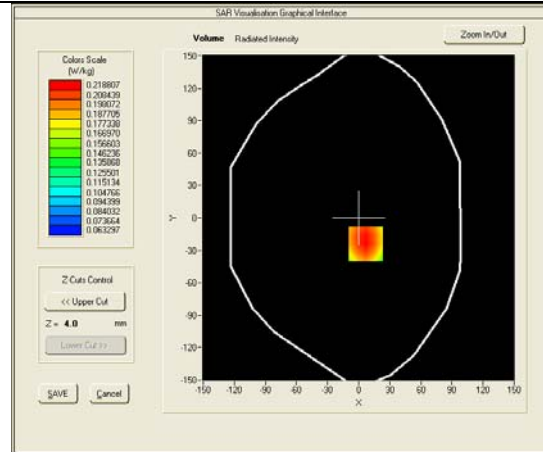 SAR Visualisation Graphical Interface
Volume Radiated Intensity
Zoom In/Out
Colors Scale
(W/kg)
0.218807
0.208439
0.198072
0.187705
0.177338
0.166970
0.156603
0.146236
0.135868
0.125501
0.115134
0.104766
0.094399
0.084032
0.073664
0.063297
150-
120-
90-
60-
30-
Y
0-
-30-
-60-
-90-
-120-
-150-
-150 -120 -90 -60 -30 0 30 60 90 120 150
X
Z Cuts Control
<< Upper Cut
Z = 4.0 mm
Lower Cut >>
SAVE
Cancel